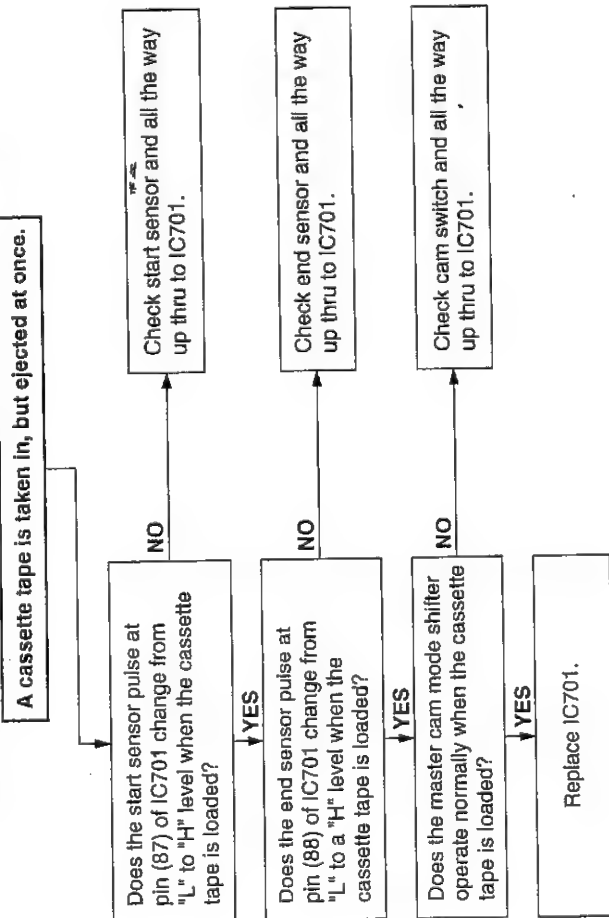 A cassette tape is taken in, but ejected at once.
Does the start sensor pulse at
pin (87) of IC701 change from
"L" to "H" level when the cassette
tape is loaded?
NO
Check start sensor and all the way
up thru to IC701.
YES
Does the end sensor pulse at
pin (88) of IC701 change from
"L" to a "H" level when the
cassette tape is loaded?
NO
Check end sensor and all the way
up thru to IC701.
YES
Does the master cam mode shifter
operate normally when the cassette
tape is loaded?
NO
Check cam switch and all the way
up thru to IC701.
YES
Replace IC701.